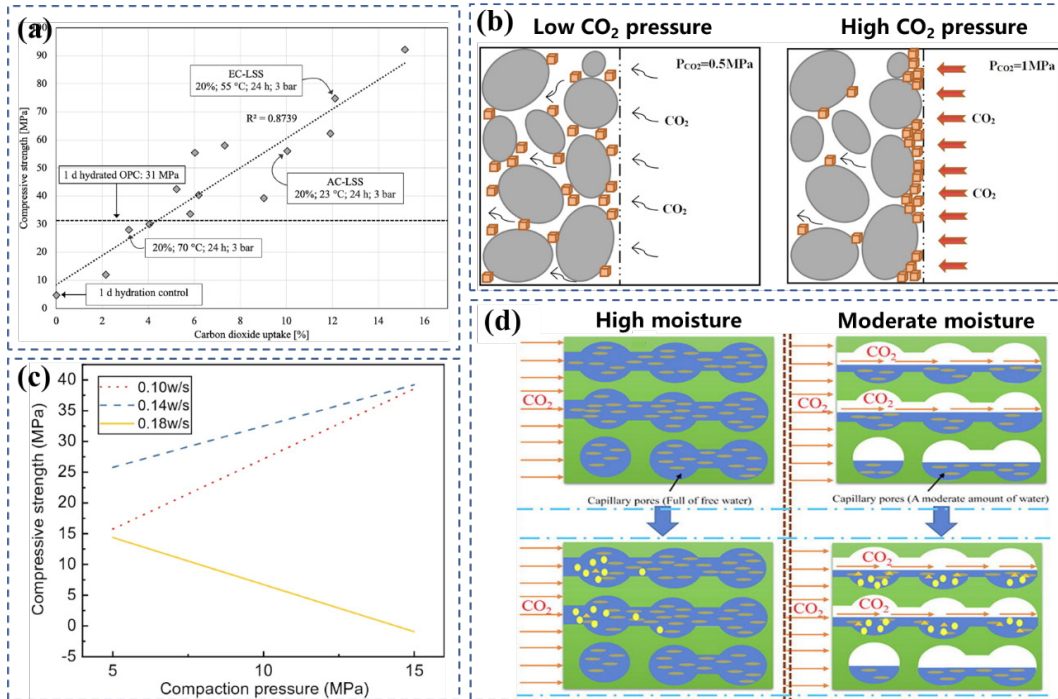 (a)
100
90
80
70
60
50
40
30
20
10
0
Compressive strength [MPa]
EC-LSS
20%; 55 °C; 24 h; 3 bar
R² = 0.8739
1 d hydrated OPC: 31 MPa
AC-LSS
20%; 23 °C; 24 h; 3 bar
20%; 70 °C; 24 h; 3 bar
1 d hydration control
0 2 4 6 8 10 12 14 16
Carbon dioxide uptake [%]
(b)
Low CO₂ pressure
High CO₂ pressure
P_CO2=0.5MPa
CO₂
CO₂
P_CO2=1MPa
CO₂
CO₂
(c)
40
35
30
25
20
15
10
5
0
-5
Compressive strength (MPa)
0.10w/s
0.14w/s
0.18w/s
5 10 15
Compaction pressure (MPa)
(d)
High moisture
Moderate moisture
CO₂
CO₂
CO₂
CO₂
Capillary pores (Full of free water)
Capillary pores (A moderate amount of water)
CO₂
CO₂
CO₂
CO₂